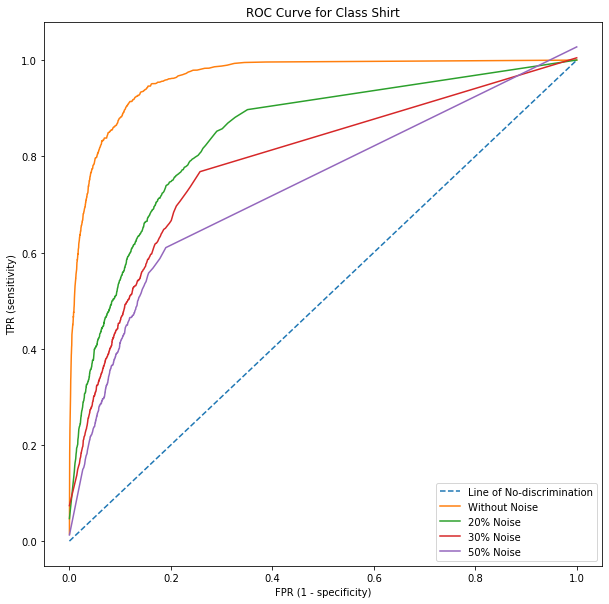 ROC Curve for Class Shirt
TPR (sensitivity)
1.0
0.8
0.6
0.4
0.2
0.0
0.0 0.2 0.4 0.6 0.8 1.0
FPR (1 - specificity)
Line of No-discrimination
Without Noise
20% Noise
30% Noise
50% Noise